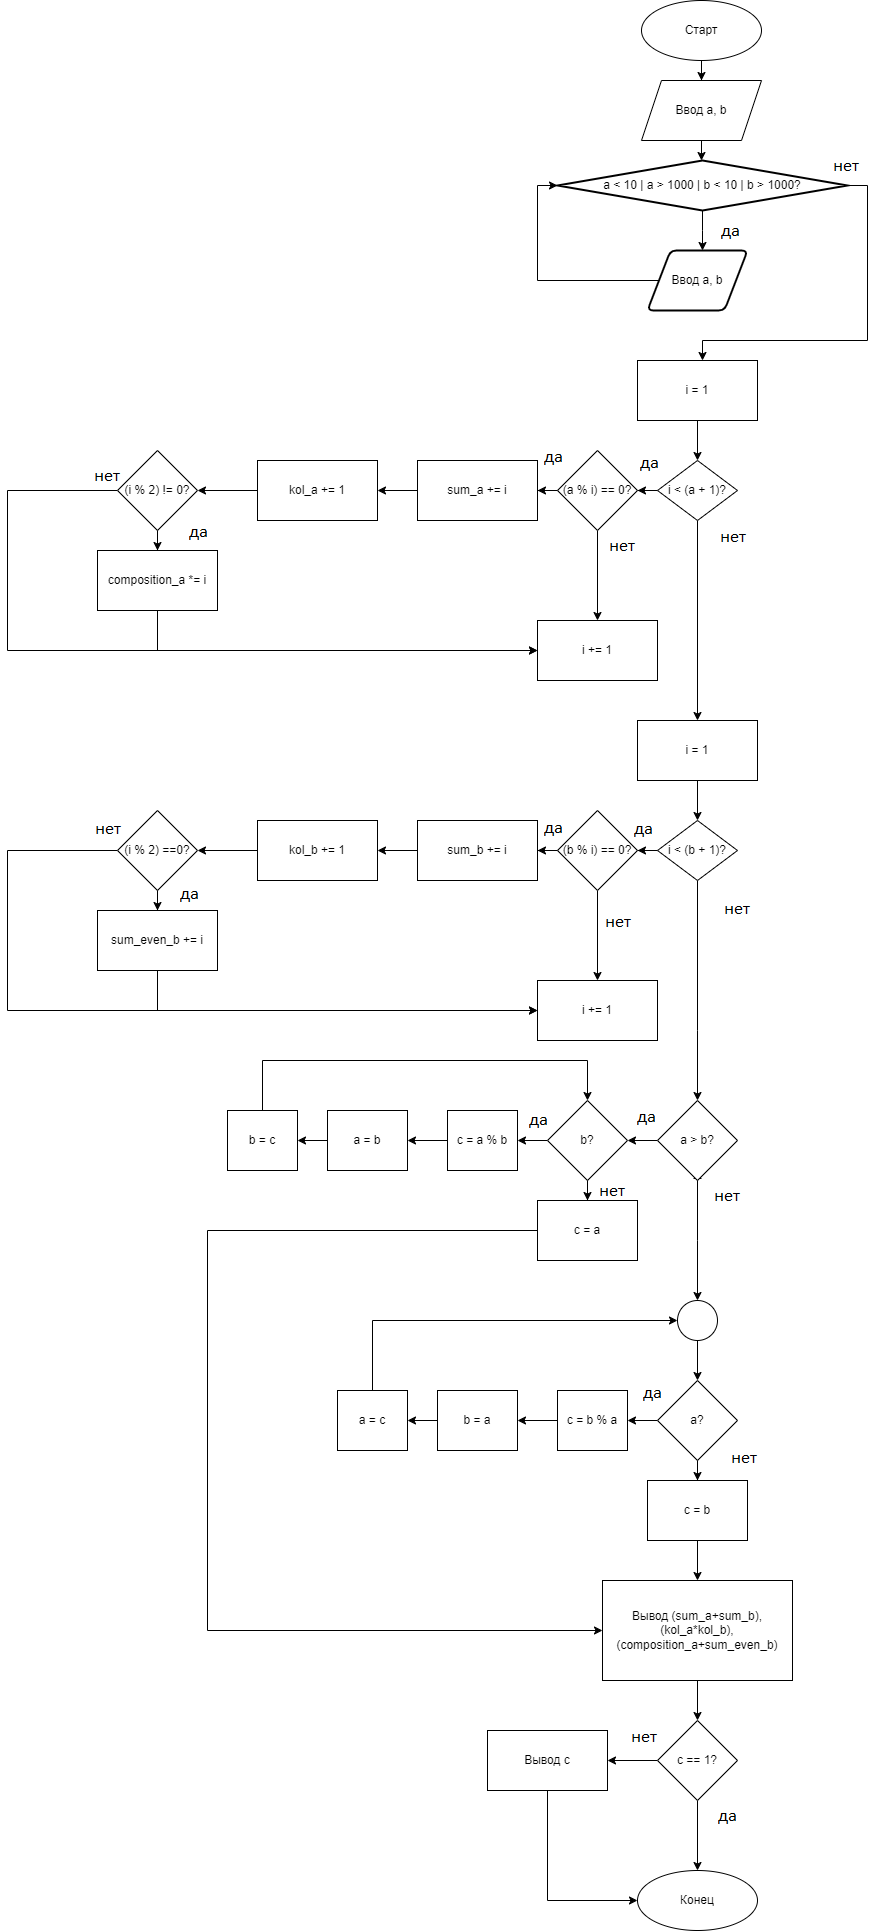 Старт
Ввод a, b
нет
a < 10 | a > 1000 | b < 10 | b > 1000?
да
Ввод a, b
i = 1
нет
(i % 2) != 0?
kol_a += 1
sum_a += i
да
(a % i) == 0?
да
i < (a + 1)?
да
нет
нет
composition_a *= i
i += 1
i = 1
нет
(i % 2) ==0?
kol_b += 1
sum_b += i
да
(b % i) == 0?
да
i < (b + 1)?
да
нет
нет
sum_even_b += i
i += 1
b = c
a = b
c = a % b
да
b?
да
a > b?
нет
нет
c = a
a = c
b = a
c = b % a
да
a?
нет
c = b
Вывод (sum_a+sum_b),
(kol_a*kol_b),
(composition_a+sum_even_b)
нет
Вывод c
c == 1?
да
Конец